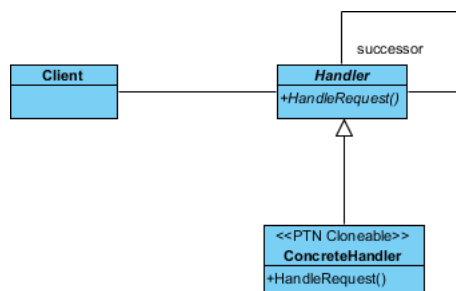 successor
Client
Handler
+HandleRequest()
<<PTN Cloneable>>
ConcreteHandler
+HandleRequest()